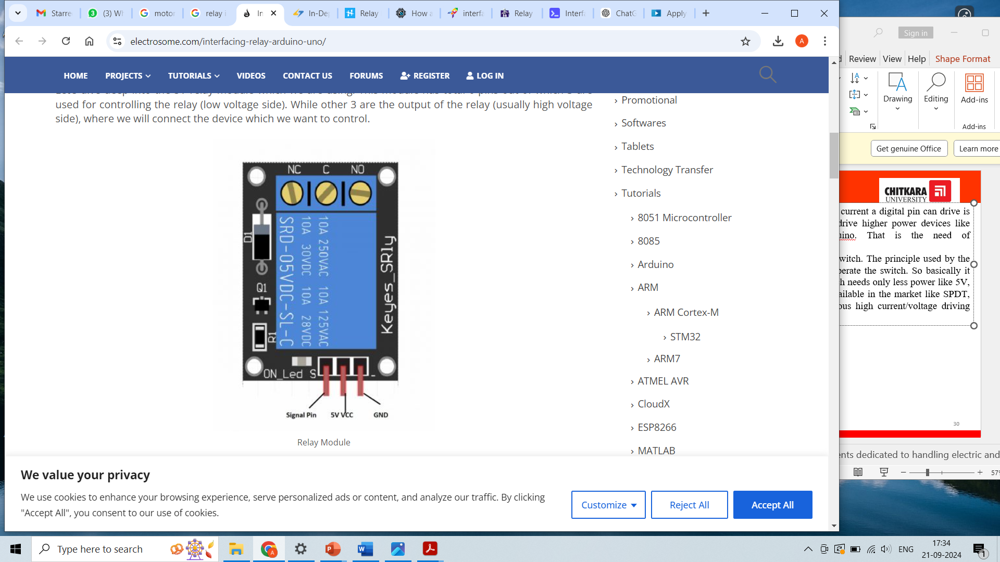 Starre
(3) Wh
motor
relay i
In
In-De
Relay
How a
interfa
Relay
Interf
ChatG
Apply
electrosome.com/interfacing-relay-arduino-uno/
A
HOME
PROJECTS
TUTORIALS
VIDEOS
CONTACT US
FORUMS
REGISTER
LOG IN
used for controlling the relay (low voltage side). While other 3 are the output of the relay (usually high voltage
side), where we will connect the device which we want to control.
NC C NO
D1
Q1
R1
SRD-05VDC-SL-C
10A 30VDC 10A 28VDC
10A 250VAC 10A 125VAC
Keyes_SRly
ON_Led S -
Signal Pin 5V VCC GND
Relay Module
Promotional
Softwares
Tablets
Technology Transfer
Tutorials
8051 Microcontroller
8085
Arduino
ARM
ARM Cortex-M
STM32
ARM7
ATMEL AVR
CloudX
ESP8266
MATLAB
We value your privacy
We use cookies to enhance your browsing experience, serve personalized ads or content, and analyze our traffic. By clicking
"Accept All", you consent to our use of cookies.
Customize
Reject All
Accept All
Sign in
d Review View Help Shape Format
Drawing
Editing
Add-ins
Add-ins
Get genuine Office
Learn more
CHITKARA
UNIVERSITY
current a digital pin can drive is
drive higher power devices like
uino. That is the need of
witch. The principle used by the
perate the switch. So basically it
h needs only less power like 5V,
ailable in the market like SPDT,
ous high current/voltage driving
30
ents dedicated to handling electric and
57%
Type here to search
ENG
17:34
21-09-2024
1